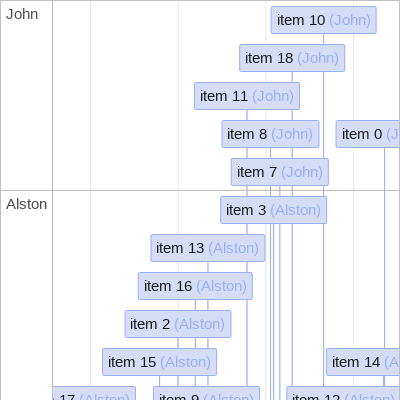 John
item 10 (John)
item 18 (John)
item 11 (John)
item 8 (John)
item 0 (J
item 7 (John)
Alston
item 3 (Alston)
item 13 (Alston)
item 16 (Alston)
item 2 (Alston)
item 15 (Alston)
item 14 (A
17 (Alston)
item 9 (Alston)
item 12 (Alston)